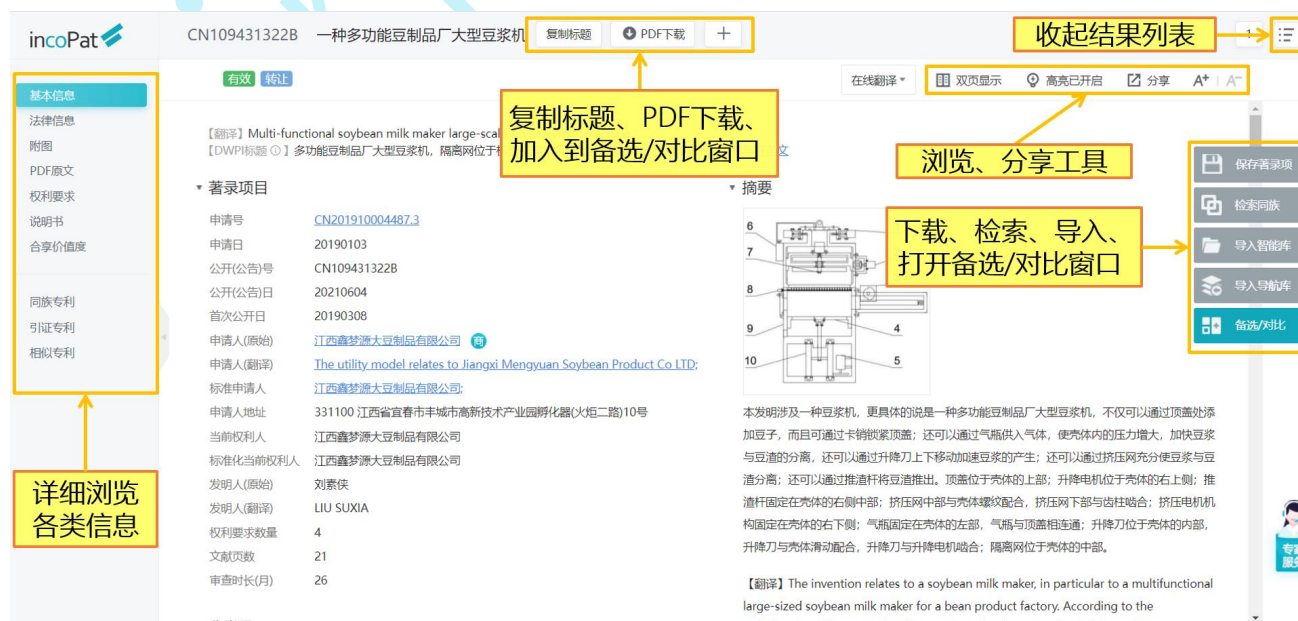 incoPat
CN109431322B 一种多功能豆制品厂大型豆浆机 复制标题 PDF下载
收起结果列表
有效 转让
在线翻译 双页显示 高亮已开启 分享 A+ A-
基本信息
法律信息
附图
PDF原文
权利要求
说明书
合享价值度
同族专利
引证专利
相似专利
详细浏览
各类信息
复制标题、PDF下载、
加入到备选/对比窗口
浏览、分享工具
下载、检索、导入、
打开备选/对比窗口
保存著录项
检索同族
导入智能库
导入导航库
备选/对比
【翻译】Multi-functional soybean milk maker large-scal
【DWPI标题】多功能豆制品厂大型豆浆机，隔离网位于
著录项目
申请号 CN201910004487.3
申请日 20190103
公开(公告)号 CN109431322B
公开(公告)日 20210604
首次公开日 20190308
申请人(原始) 江西鑫梦源大豆制品有限公司 商
申请人(翻译) The utility model relates to Jiangxi Mengyuan Soybean Product Co LTD;
标准申请人 江西鑫梦源大豆制品有限公司;
申请人地址 331100 江西省宜春市丰城市高新技术产业园孵化器(火炬二路)10号
当前权利人 江西鑫梦源大豆制品有限公司
标准化当前权利人 江西鑫梦源大豆制品有限公司
发明人(原始) 刘素侠
发明人(翻译) LIU SUXIA
权利要求数量 4
文献页数 21
审查时长(月) 26
摘要
6
7
8
9 4
10 5
本发明涉及一种豆浆机，更具体的说是一种多功能豆制品厂大型豆浆机，不仅可以通过顶盖处添
加豆子，而且可通过卡销锁紧顶盖；还可以通过气瓶供入气体，使壳体内的压力增大，加快豆浆
与豆渣的分离，还可以通过升降刀上下移动加速豆浆的产生；还可以通过挤压网充分使豆浆与豆
渣分离；还可以通过推渣杆将豆渣推出。顶盖位于壳体的上部；升降电机位于壳体的右上侧；推
渣杆固定在壳体的右侧中部；挤压网中部与壳体螺纹配合，挤压网下部与齿柱啮合；挤压电机机
构固定在壳体的右下侧；气瓶固定在壳体的左部，气瓶与顶盖相连通；升降刀位于壳体的内部，
升降刀与壳体滑动配合，升降刀与升降电机啮合；隔离网位于壳体的中部。
【翻译】The invention relates to a soybean milk maker, in particular to a multifunctional
large-sized soybean milk maker for a bean product factory. According to the